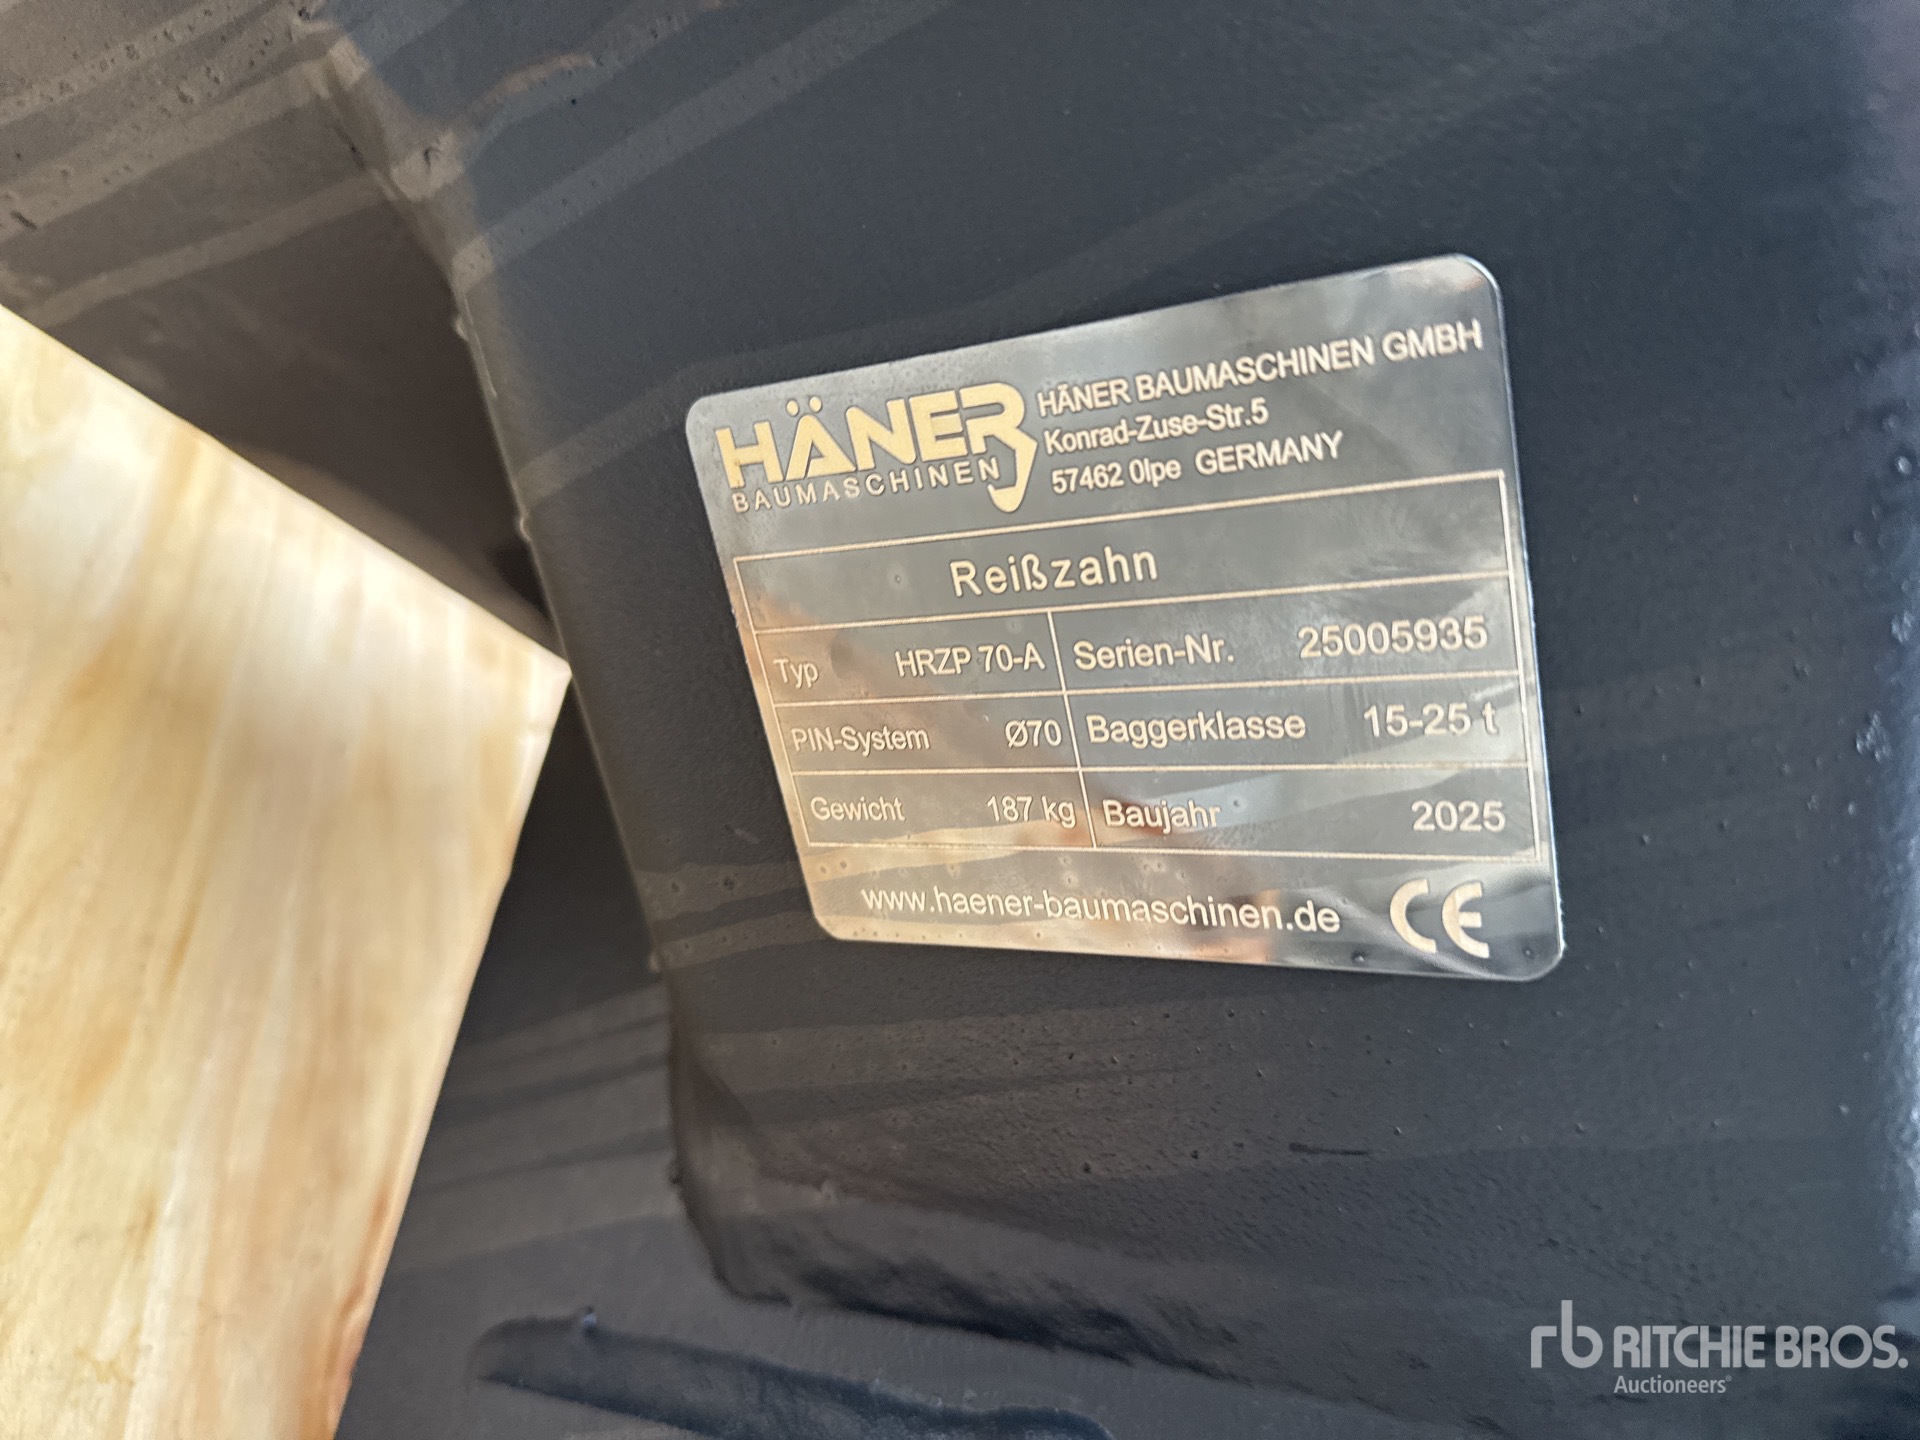 HÄNER
BAUMASCHINEN
HÄNER BAUMASCHINEN GMBH
Konrad-Zuse-Str.5
57462 Olpe GERMANY
Reißzahn
Typ HRZP 70-A Serien-Nr. 25005935
PIN-System Ø70 Baggerklasse 15-25 t
Gewicht 187 kg Baujahr 2025
www.haener-baumaschinen.de CE
rb RITCHIE BROS.
Auctioneers